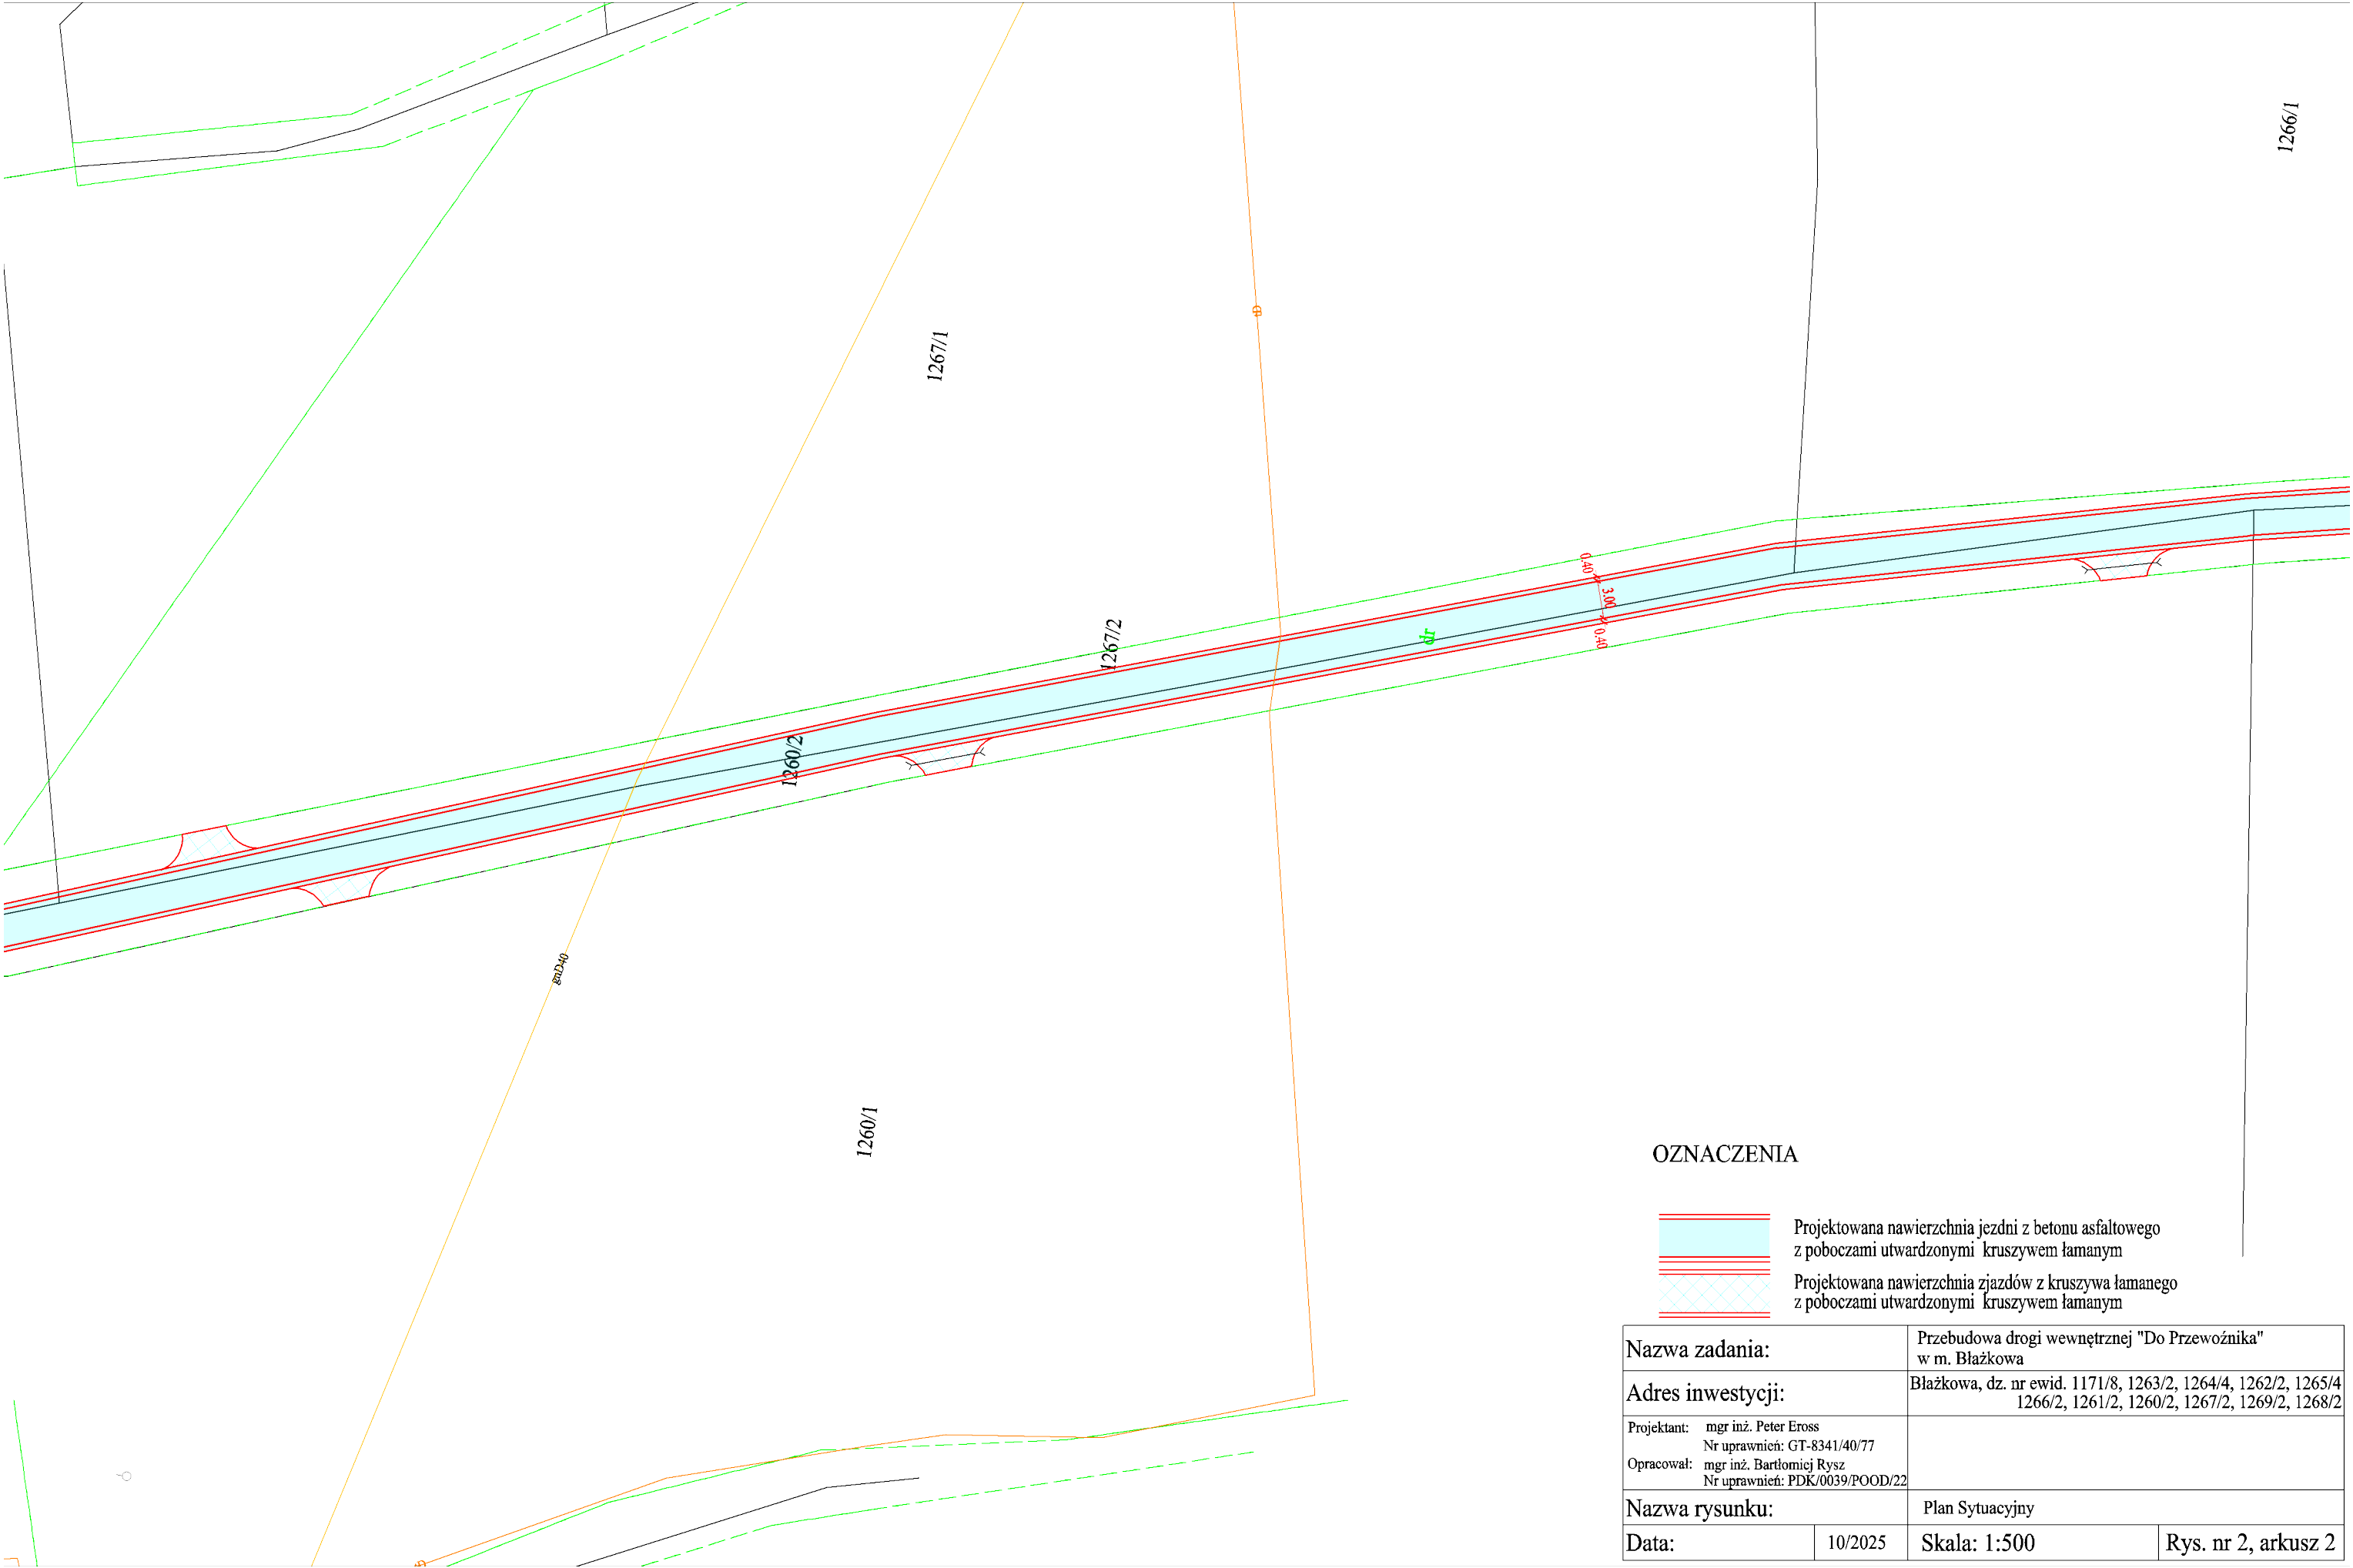 1266/1
1267/1
en
0.40
3.00
0.40
dr
1267/2
1260/2
gnD40
1260/1
OZNACZENIA
Projektowana nawierzchnia jezdni z betonu asfaltowego
z poboczami utwardzonymi kruszywem łamanym
Projektowana nawierzchnia zjazdów z kruszywa łamanego
z poboczami utwardzonymi kruszywem łamanym
Nazwa zadania:
Przebudowa drogi wewnętrznej "Do Przewoźnika"
w m. Błażkowa
Adres inwestycji:
Błażkowa, dz. nr ewid. 1171/8, 1263/2, 1264/4, 1262/2, 1265/4
1266/2, 1261/2, 1260/2, 1267/2, 1269/2, 1268/2
Projektant: mgr inż. Peter Eross
Nr uprawnień: GT-8341/40/77
Opracował: mgr inż. Bartłomiej Rysz
Nr uprawnień: PDK/0039/POOD/22
Nazwa rysunku:
Plan Sytuacyjny
Data:
10/2025
Skala: 1:500
Rys. nr 2, arkusz 2